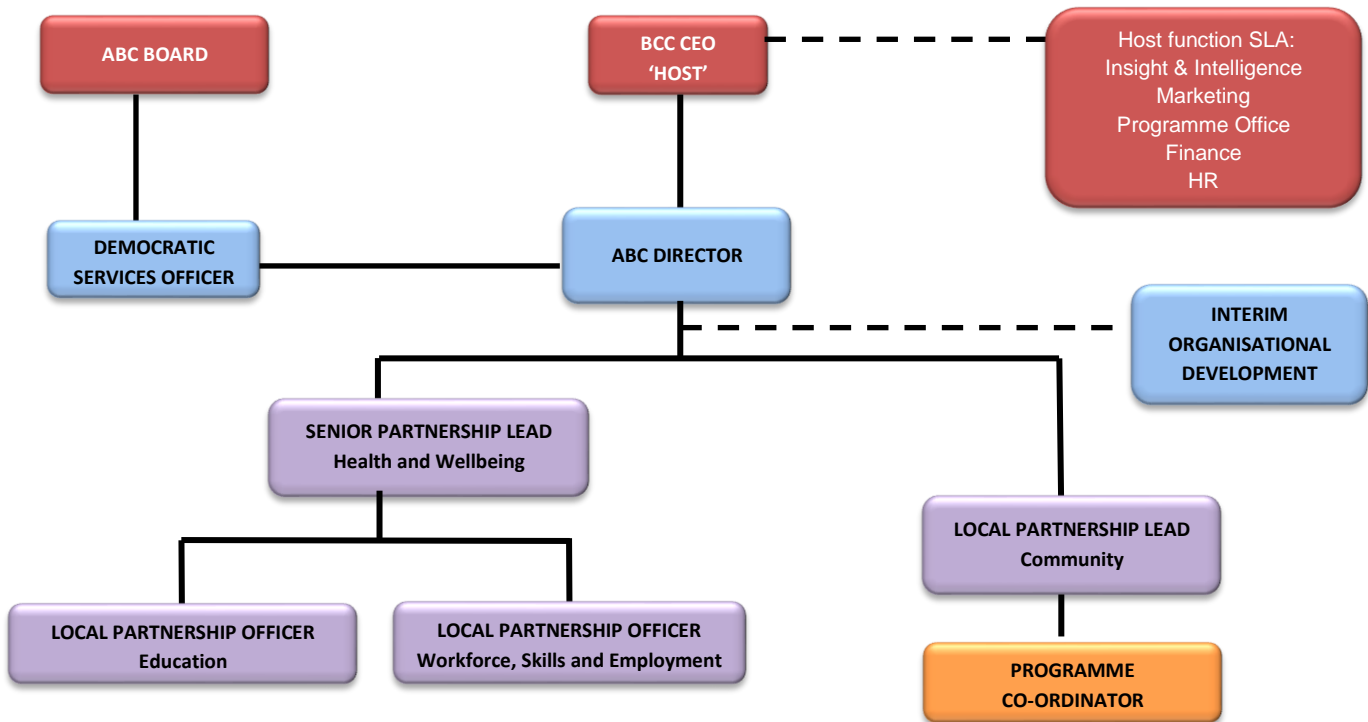 ABC BOARD
BCC CEO
‘HOST’
Host function SLA:
Insight & Intelligence
Marketing
Programme Office
Finance
HR
DEMOCRATIC
SERVICES OFFICER
ABC DIRECTOR
INTERIM
ORGANISATIONAL
DEVELOPMENT
SENIOR PARTNERSHIP LEAD
Health and Wellbeing
LOCAL PARTNERSHIP LEAD
Community
LOCAL PARTNERSHIP OFFICER
Education
LOCAL PARTNERSHIP OFFICER
Workforce, Skills and Employment
PROGRAMME
CO-ORDINATOR